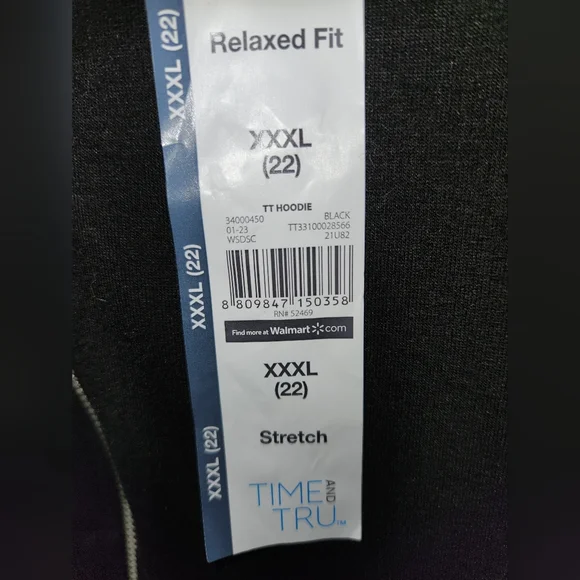 XXXL (22)
Relaxed Fit
XXXL
(22)
TT HOODIE
34000450 BLACK
01-23 TT33100028566
WSDSC 21U82
8 809847 150358
RN# 52469
Find more at Walmart.com
XXXL (22)
XXXL
(22)
Stretch
XXXL (22)
TIME AND
TRU™